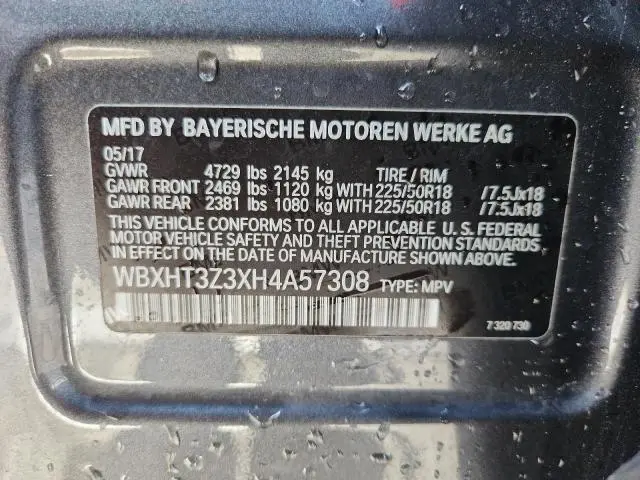 MFD BY BAYERISCHE MOTOREN WERKE AG
05/17
GVWR 4729 lbs 2145 kg TIRE / RIM
GAWR FRONT 2469 lbs 1120 kg WITH 225/50R18 /7.5Jx18
GAWR REAR 2381 lbs 1080 kg WITH 225/50R18 /7.5Jx18
THIS VEHICLE CONFORMS TO ALL APPLICABLE U. S. FEDERAL
MOTOR VEHICLE SAFETY AND THEFT PREVENTION STANDARDS
IN EFFECT ON THE DATE OF MANUFACTURE SHOWN ABOVE.
WBXHT3Z3XH4A57308 TYPE: MPV
7 320 730